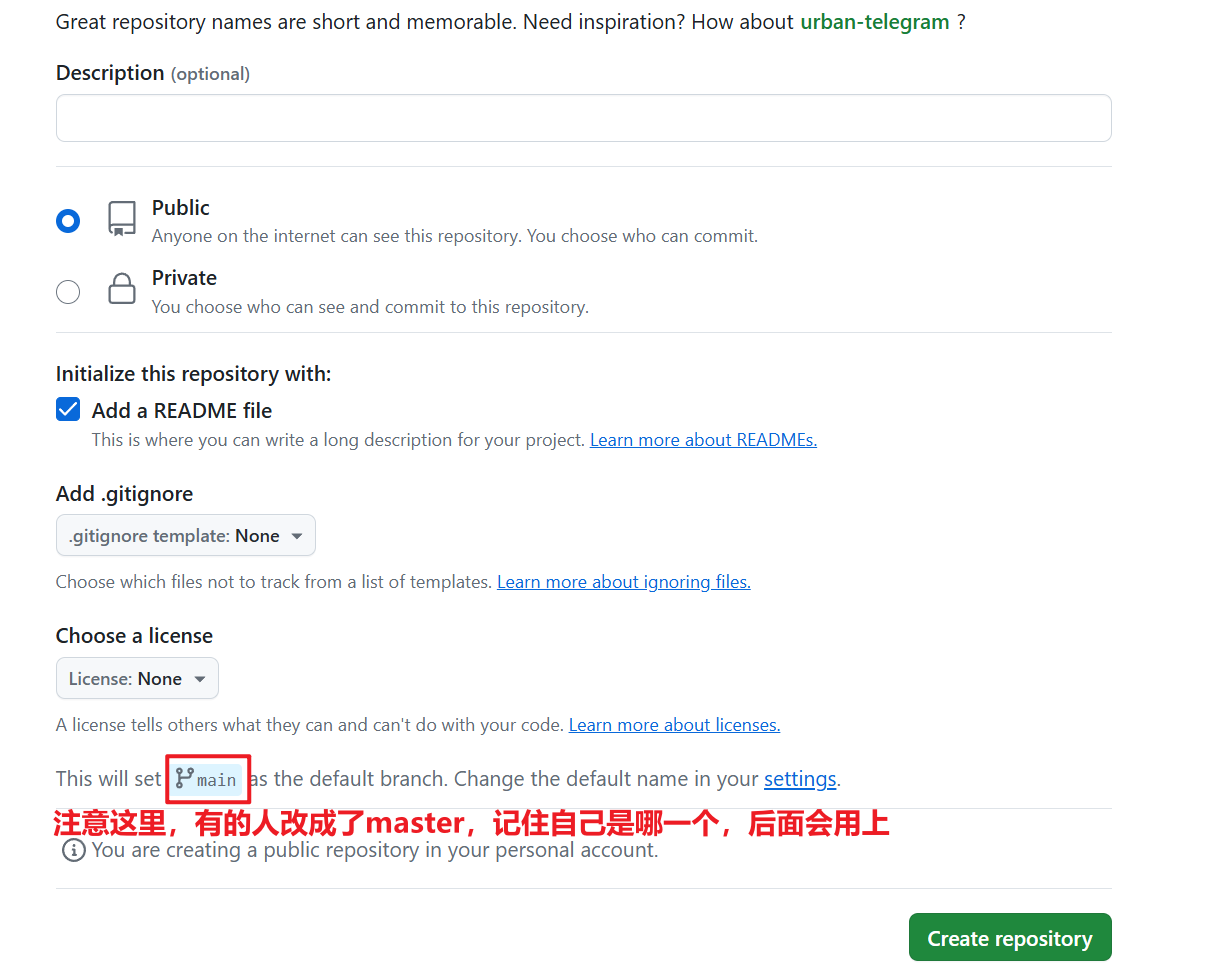 Great repository names are short and memorable. Need inspiration? How about urban-telegram ?
Description (optional)
Public
Anyone on the internet can see this repository. You choose who can commit.
Private
You choose who can see and commit to this repository.
Initialize this repository with:
Add a README file
This is where you can write a long description for your project. Learn more about READMEs.
Add .gitignore
.gitignore template: None
Choose which files not to track from a list of templates. Learn more about ignoring files.
Choose a license
License: None
A license tells others what they can and can't do with your code. Learn more about licenses.
This will set main as the default branch. Change the default name in your settings.
注意这里，有的人改成了master，记住自己是哪一个，后面会用上
You are creating a public repository in your personal account.
Create repository